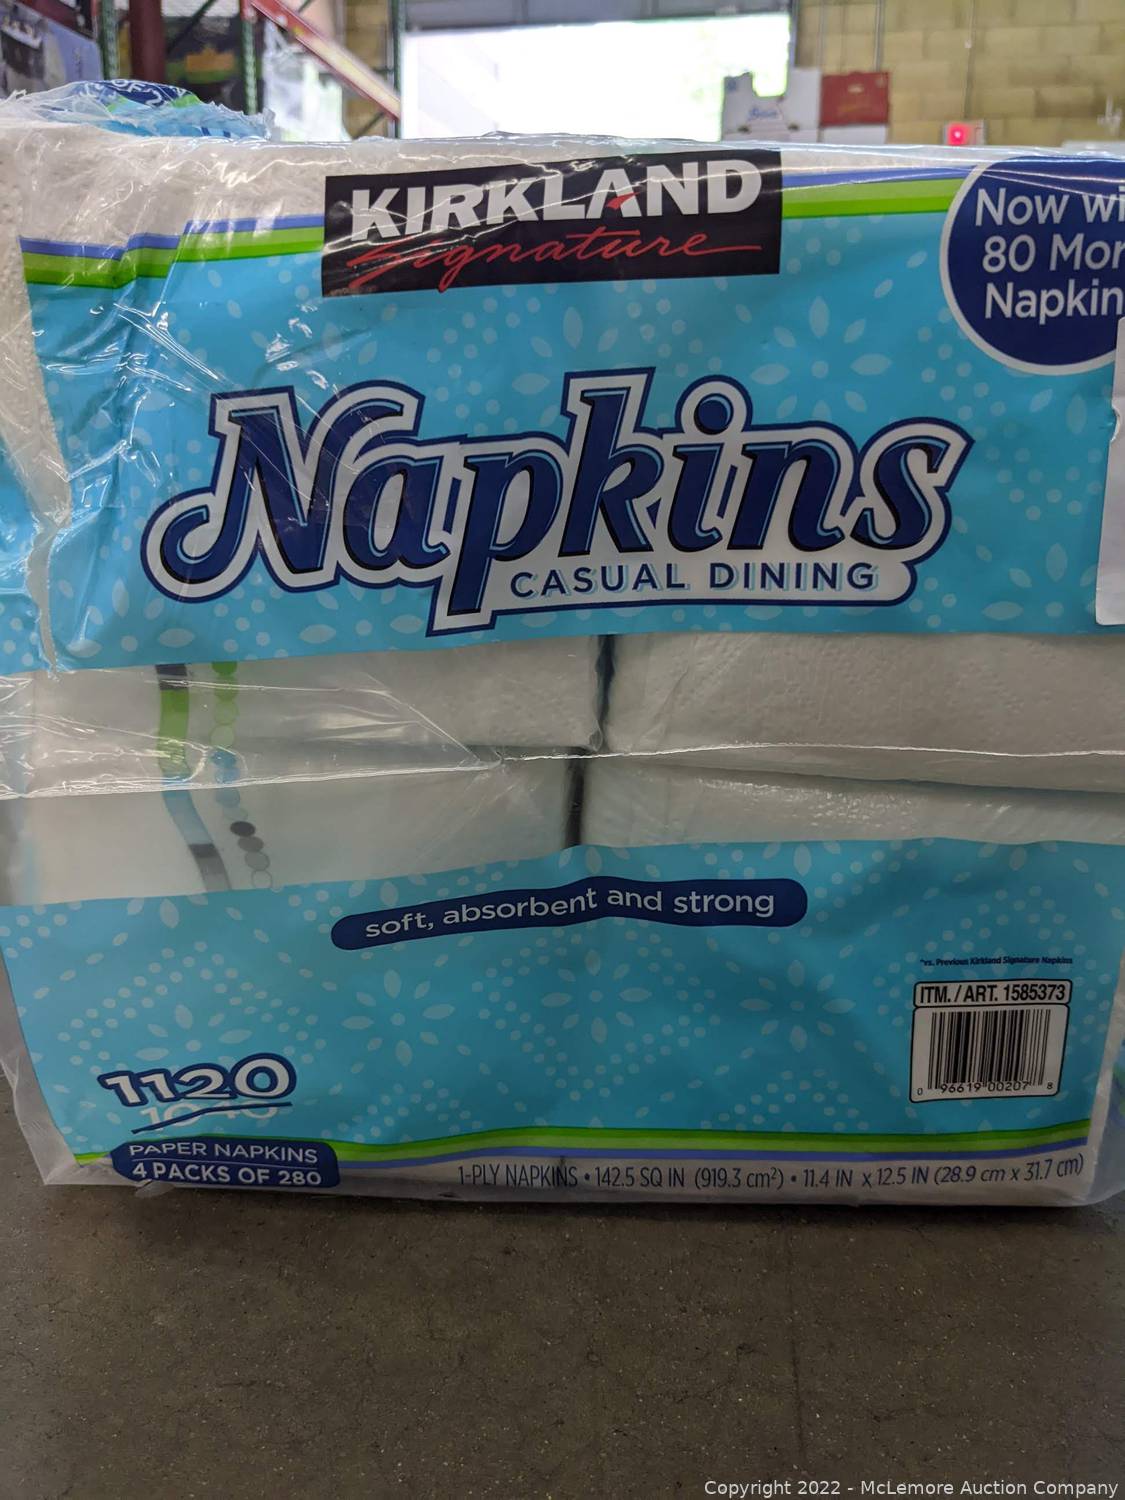 OF 2
KIRKLAND
Signature
Now wi
80 Mor
Napkin
Napkins
CASUAL DINING
soft, absorbent and strong
*vs. Previous Kirkland Signature Napkins
ITM. / ART. 1585373
0 96619 00207 8
1120
1040
PAPER NAPKINS
4 PACKS OF 280
1-PLY NAPKINS • 142.5 SQ IN (919.3 cm²) • 11.4 IN x 12.5 IN (28.9 cm x 31.7 cm)
Copyright 2022 - McLemore Auction Company